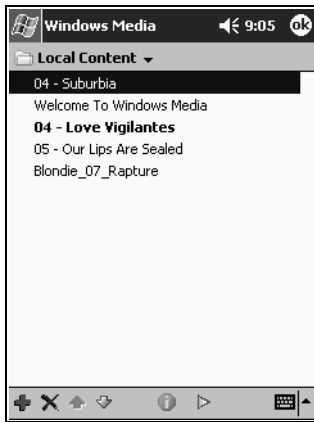 Windows Media 9:05 ok
Local Content
04 - Suburbia
Welcome To Windows Media
04 - Love Vigilantes
05 - Our Lips Are Sealed
Blondie_07_Rapture